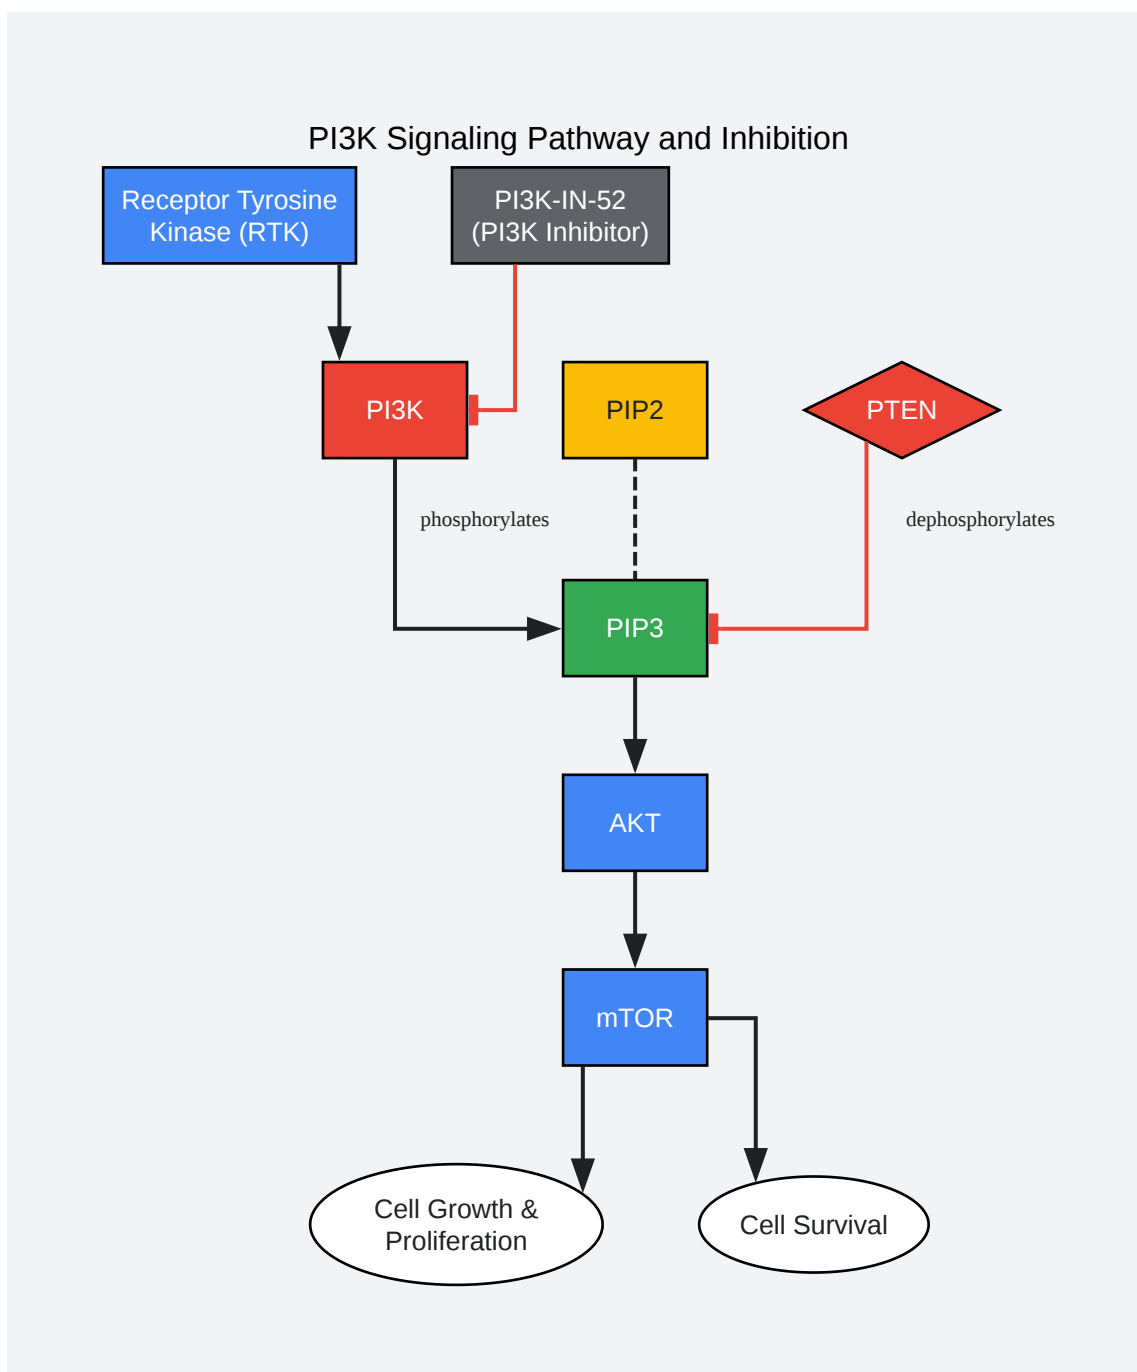 PI3K Signaling Pathway and Inhibition
Receptor Tyrosine
Kinase (RTK)
PI3K-IN-52
(PI3K Inhibitor)
PI3K
PIP2
PTEN
phosphorylates
dephosphorylates
PIP3
AKT
mTOR
Cell Growth &
Proliferation
Cell Survival